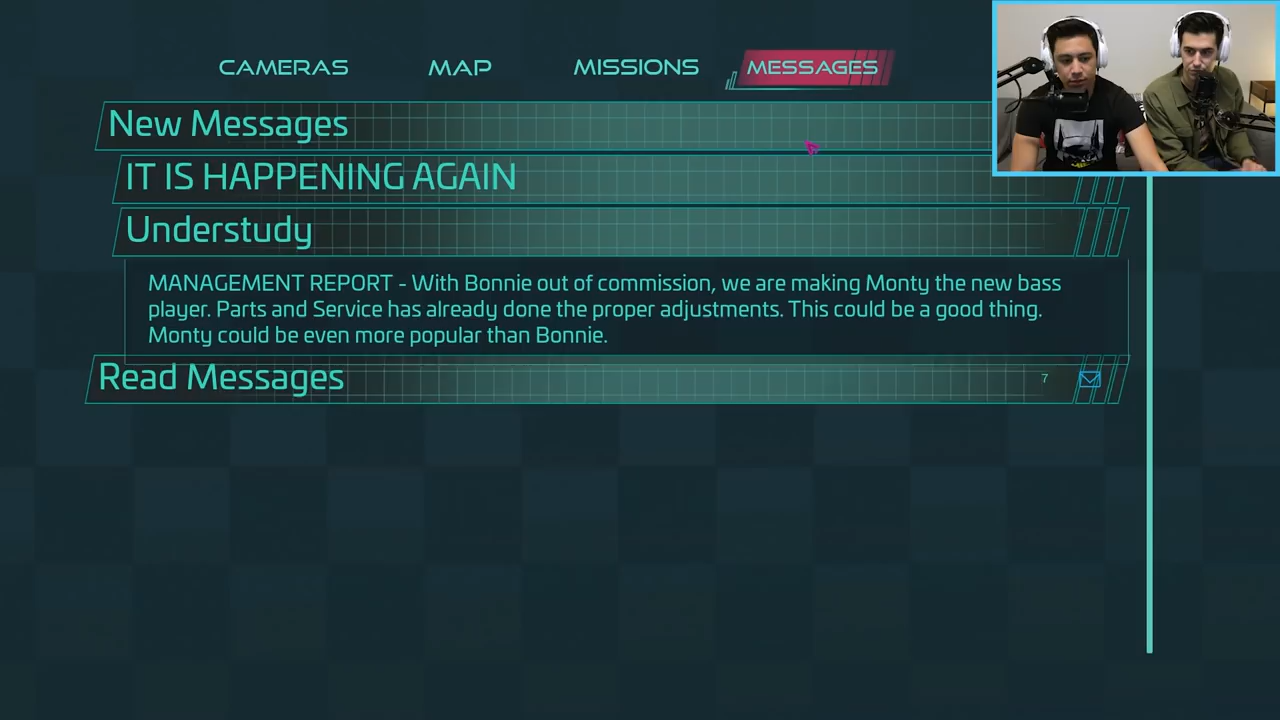 CAMERAS MAP MISSIONS MESSAGES
New Messages
IT IS HAPPENING AGAIN
Understudy
MANAGEMENT REPORT - With Bonnie out of commission, we are making Monty the new bass
player. Parts and Service has already done the proper adjustments. This could be a good thing.
Monty could be even more popular than Bonnie.
Read Messages 7